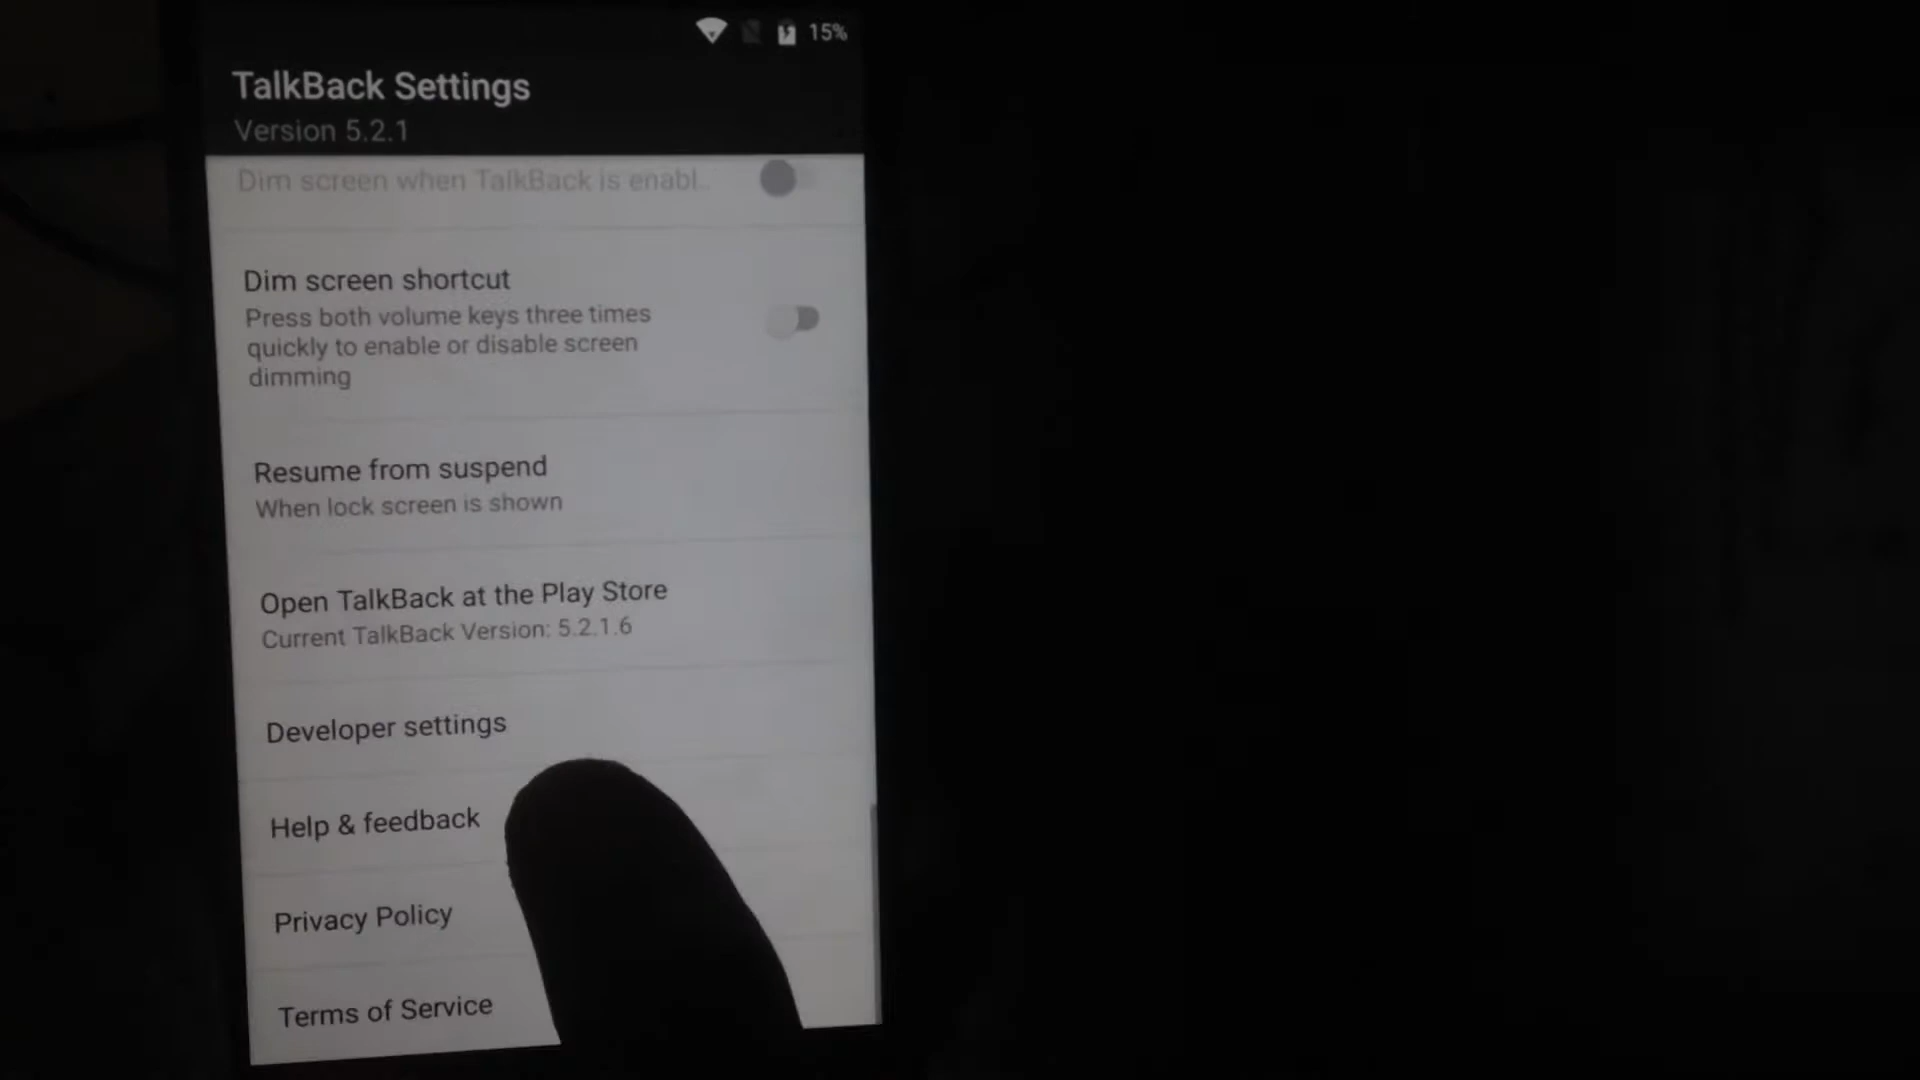 15%
TalkBack Settings
Version 5.2.1
Dim screen when TalkBack is enabl..
Dim screen shortcut
Press both volume keys three times
quickly to enable or disable screen
dimming
Resume from suspend
When lock screen is shown
Open TalkBack at the Play Store
Current TalkBack Version: 5.2.1.6
Developer settings
Help & feedback
Privacy Policy
Terms of Service